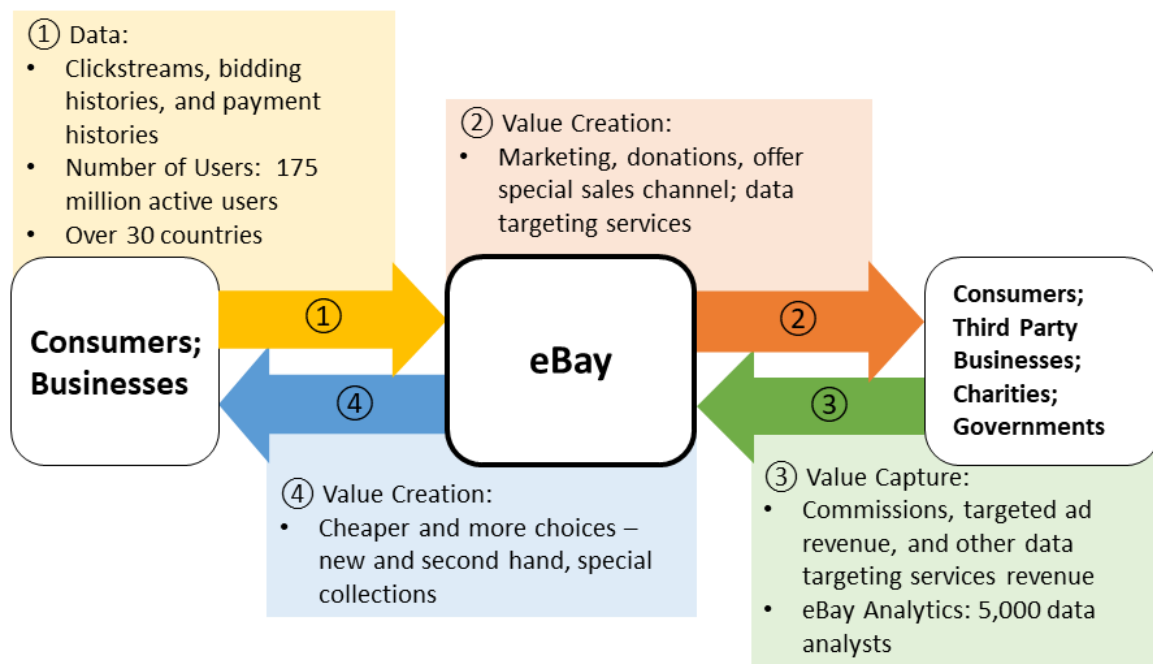 ① Data:
• Clickstreams, bidding
histories, and payment
histories
• Number of Users: 175
million active users
• Over 30 countries
② Value Creation:
• Marketing, donations, offer
special sales channel; data
targeting services
Consumers;
Businesses
①
④
eBay
②
③
Consumers;
Third Party
Businesses;
Charities;
Governments
④ Value Creation:
• Cheaper and more choices –
new and second hand, special
collections
③ Value Capture:
• Commissions, targeted ad
revenue, and other data
targeting services revenue
• eBay Analytics: 5,000 data
analysts